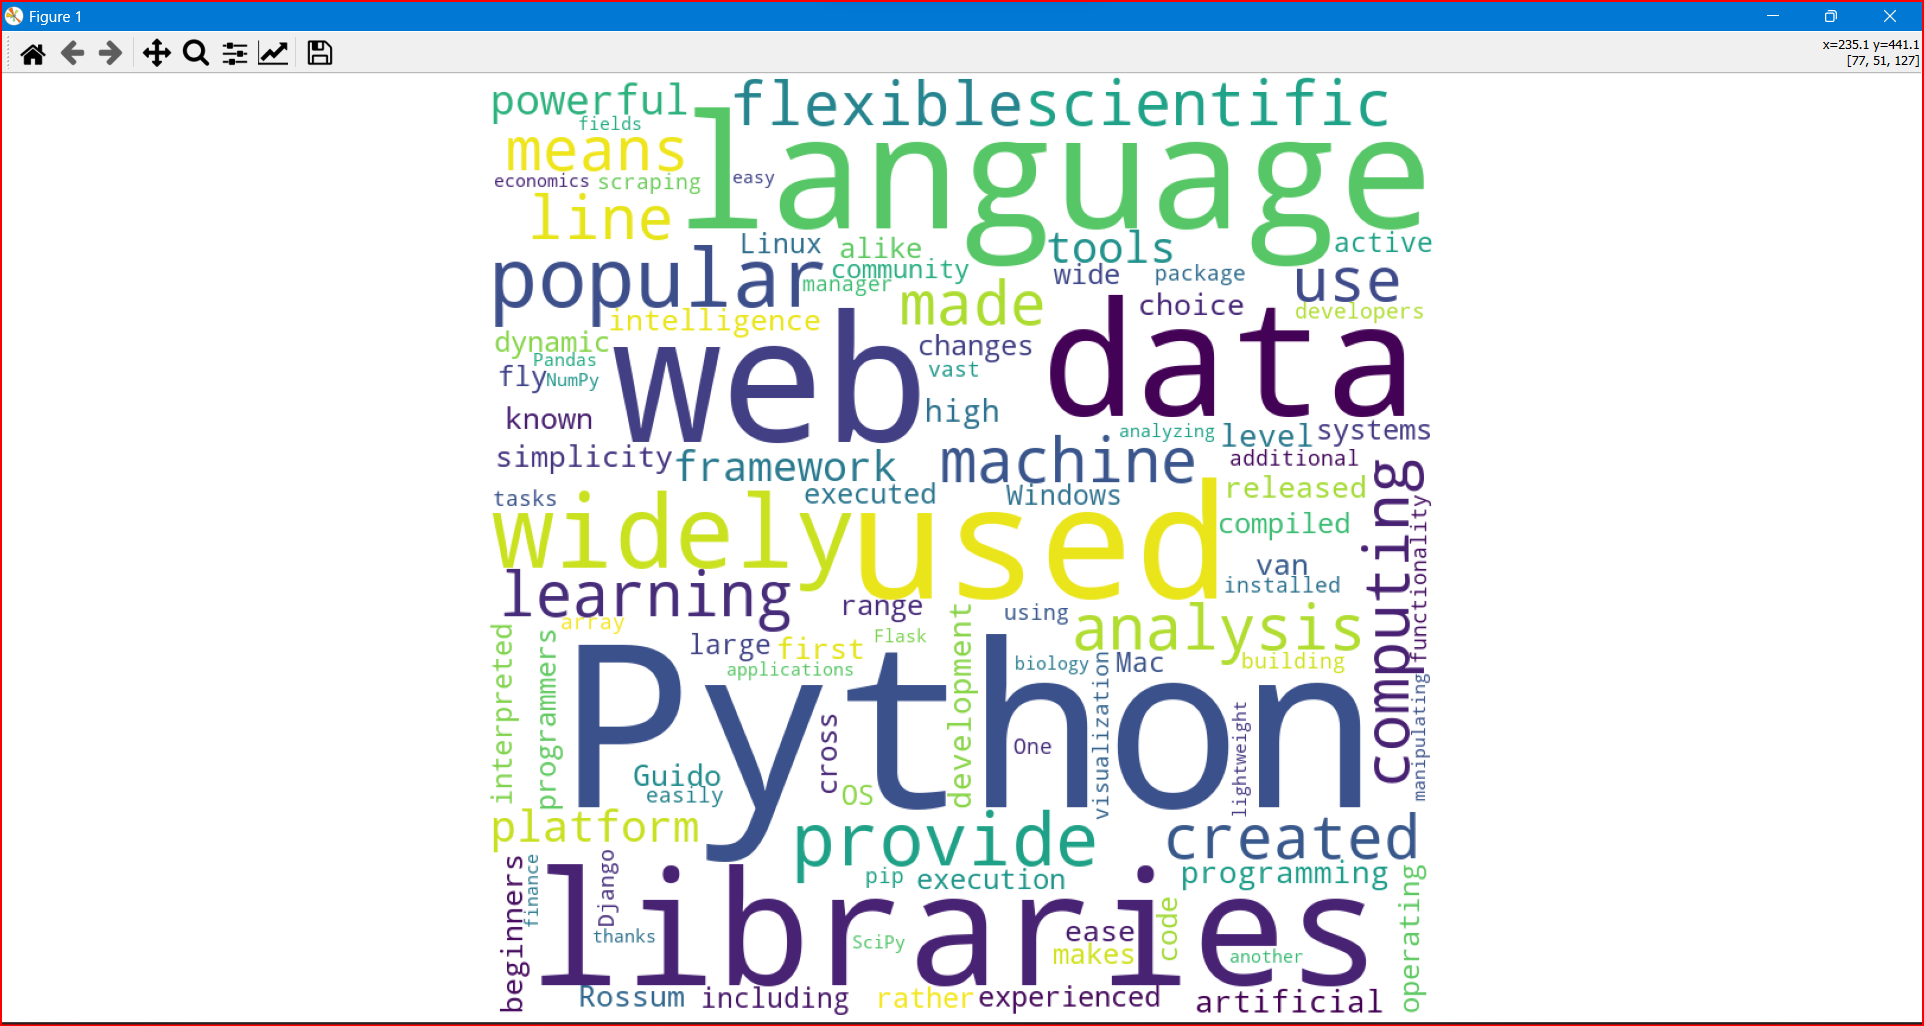 Figure 1
x=235.1 y=441.1
[77, 51, 127]
powerful
flexible
scientific
fields
means
language
economics
scraping
easy
line
Linux
alike
tools
active
popular
community
manager
wide
package
use
made
choice
developers
intelligence
web
data
dynamic
changes
Pandas
vast
fly
NumPy
known
high
analyzing
level
systems
simplicity
framework
machine
additional
tasks
executed
Windows
released
computing
widely
used
compiled
functionality
van
installed
learning
range
using
analysis
array
large
first
Flask
development
biology
Mac
building
interpreted
programmers
applications
Python
visualization
manipulating
cross
One
lightweight
Guido
easily
OS
platform
provide
created
beginners
finance
Django
libraries
pip
execution
programming
operating
thanks
SciPy
ease
makes
code
another
Rossum
including
rather
experienced
artificial